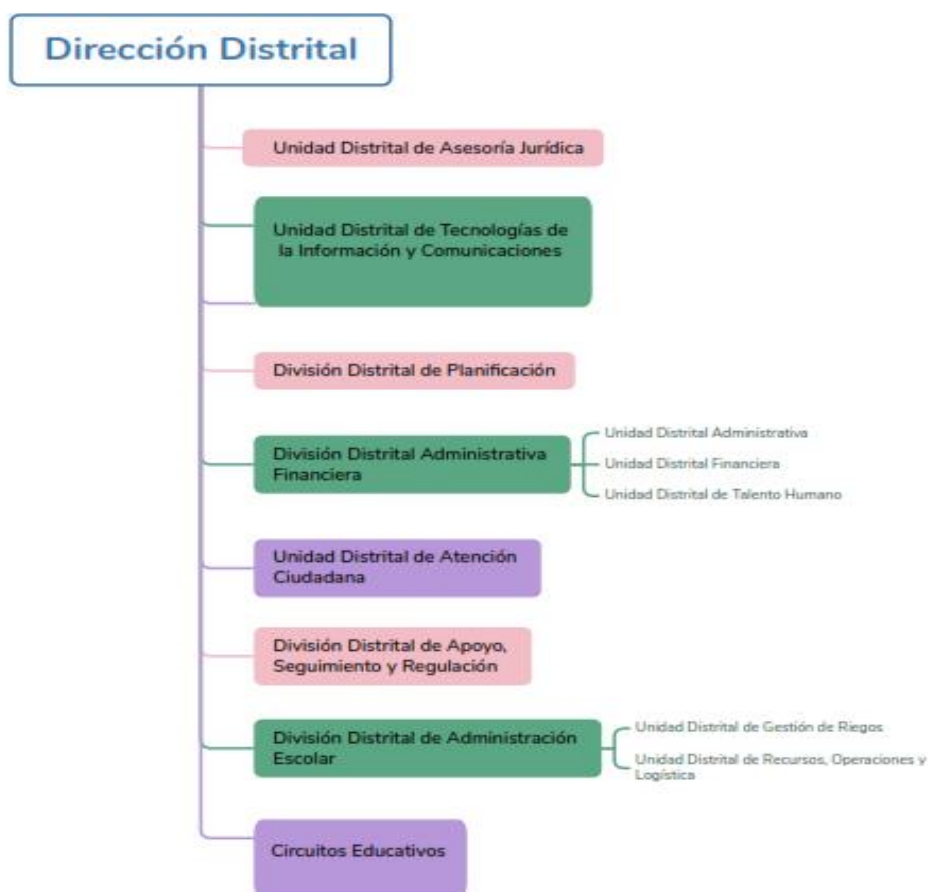 Dirección Distrital
Unidad Distrital de Asesoría Jurídica
Unidad Distrital de Tecnologías de
la Información y Comunicaciones
División Distrital de Planificación
División Distrital Administrativa
Financiera
Unidad Distrital Administrativa
Unidad Distrital Financiera
Unidad Distrital de Talento Humano
Unidad Distrital de Atención
Ciudadana
División Distrital de Apoyo,
Seguimiento y Regulación
División Distrital de Administración
Escolar
Unidad Distrital de Gestión de Riegos
Unidad Distrital de Recursos, Operaciones y
Logística
Circuitos Educativos